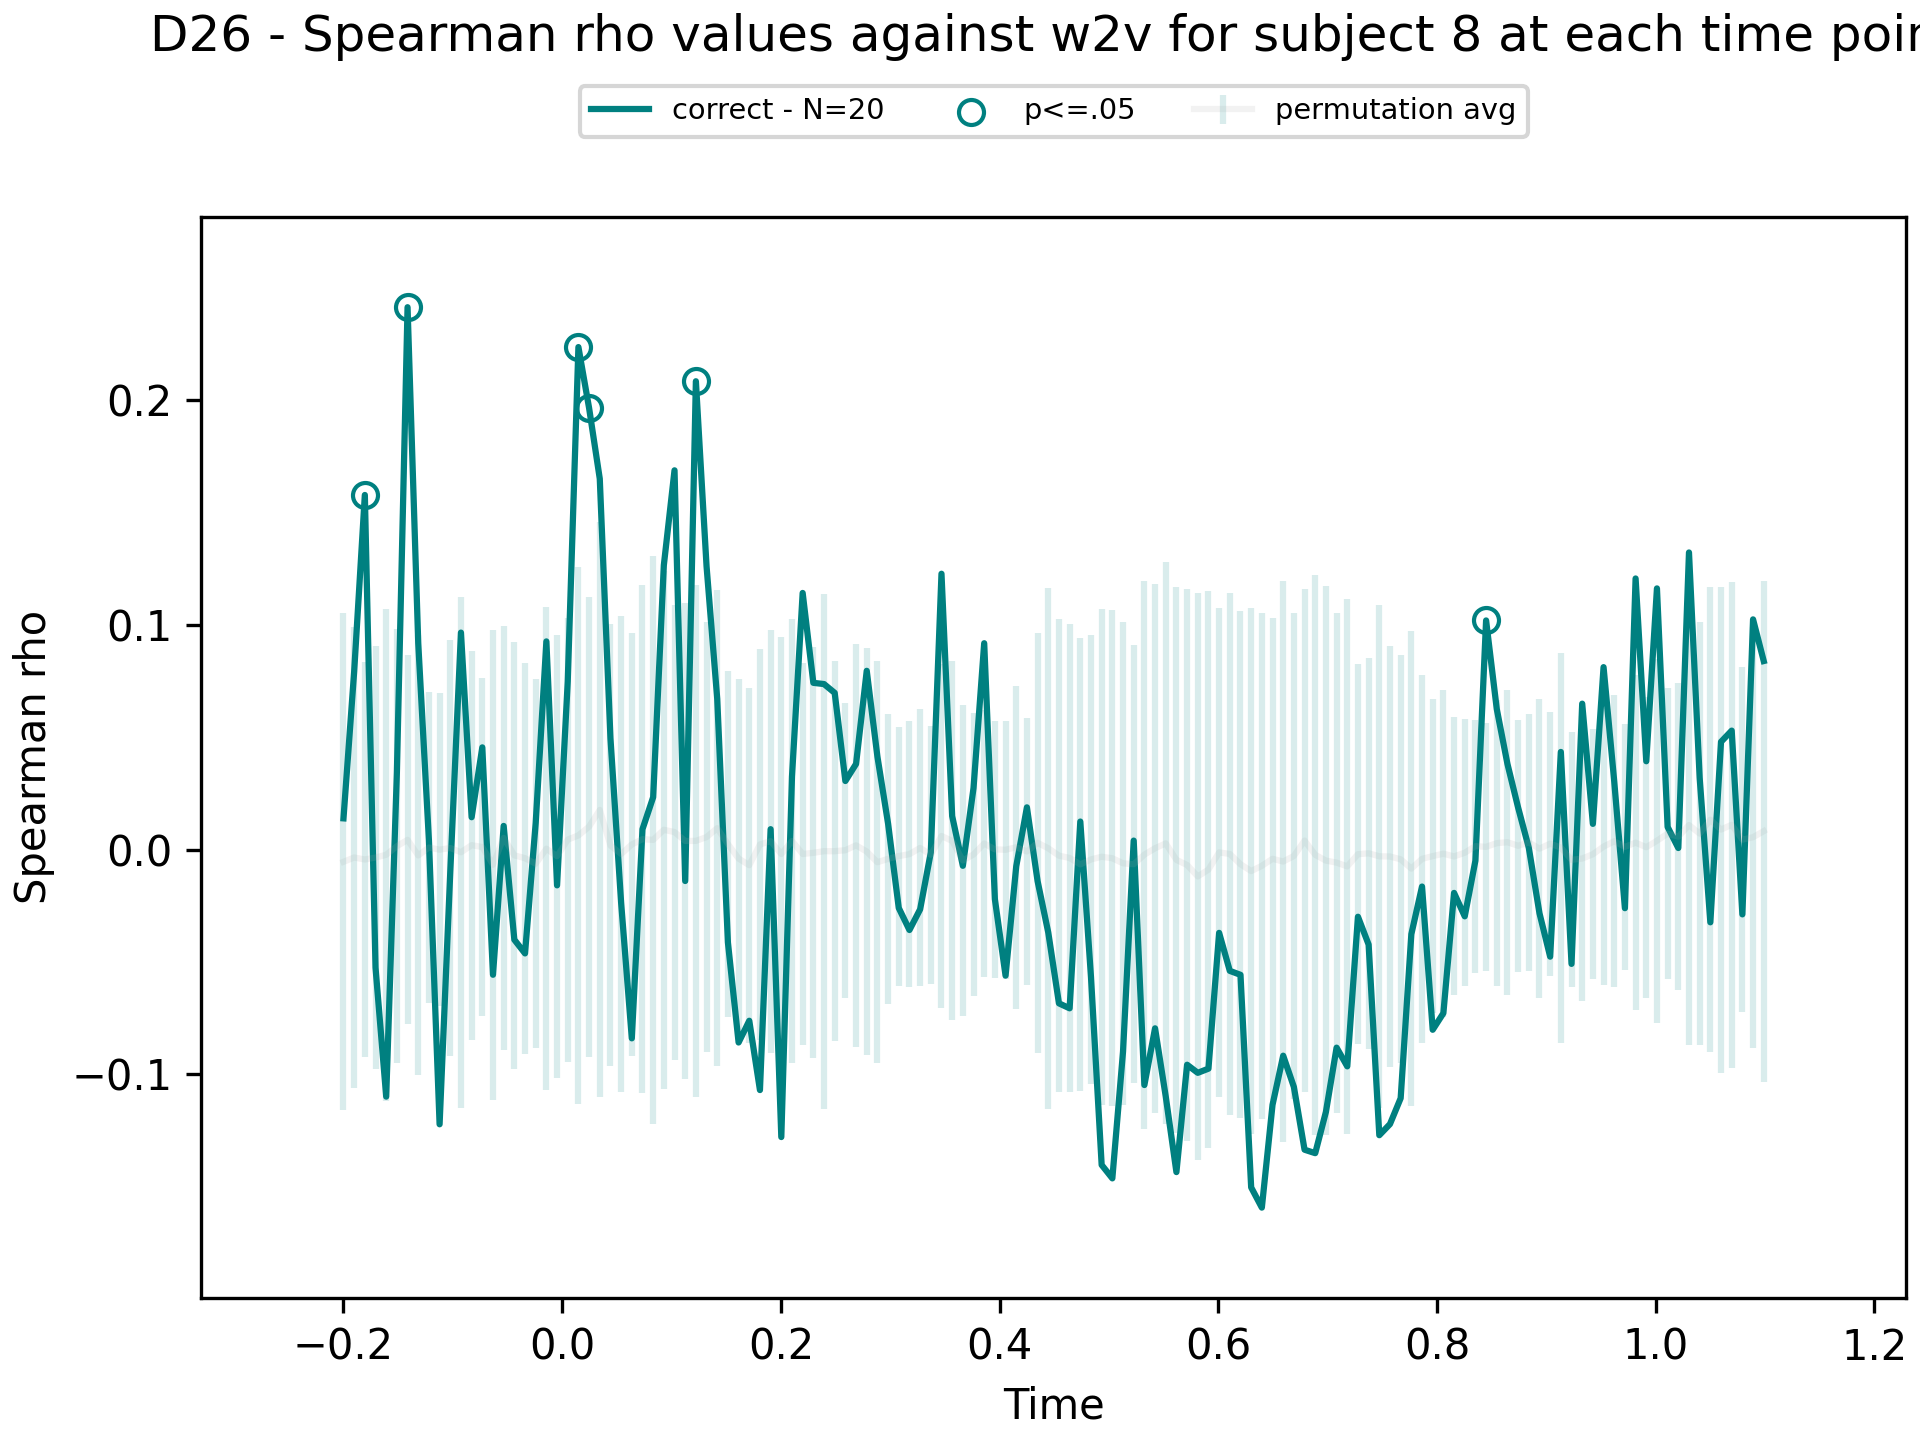 D26 - Spearman rho values against w2v for subject 8 at each time
correct - N=20 p<=.05 permutation avg
Spearman rho
0.2
0.1
0.0
−0.1
−0.2 0.0 0.2 0.4 0.6 0.8 1.0 1.2
Time